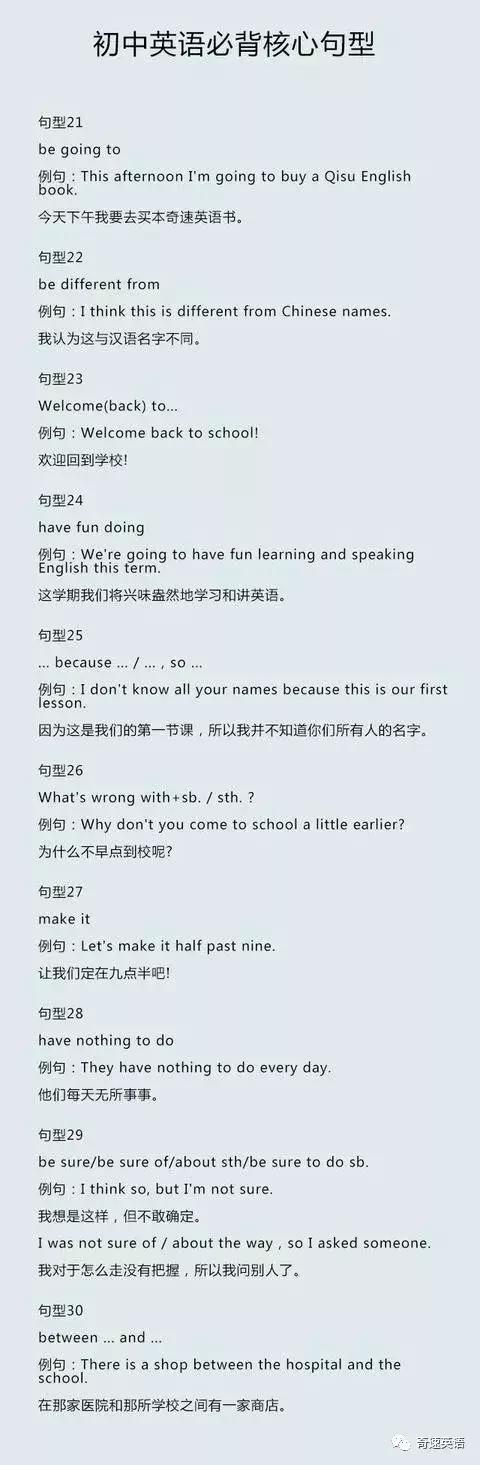 初中英语必背核心句型
句型21
be going to
例句：This afternoon I'm going to buy a Qisu English
book.
今天下午我要去买本奇速英语书。
句型22
be different from
例句：I think this is different from Chinese names.
我认为这与汉语名字不同。
句型23
Welcome(back) to...
例句：Welcome back to school!
欢迎回到学校!
句型24
have fun doing
例句：We're going to have fun learning and speaking
English this term.
这学期我们将兴味盎然地学习和讲英语。
句型25
... because ... / ... , so ...
例句：I don't know all your names because this is our first
lesson.
因为这是我们的第一节课，所以我并不知道你们所有人的名字。
句型26
What's wrong with+sb. / sth. ?
例句：Why don't you come to school a little earlier?
为什么不早点到校呢?
句型27
make it
例句：Let's make it half past nine.
让我们定在九点半吧!
句型28
have nothing to do
例句：They have nothing to do every day.
他们每天无所事事。
句型29
be sure/be sure of/about sth/be sure to do sb.
例句：I think so, but I'm not sure.
我想是这样，但不敢确定。
I was not sure of / about the way，so I asked someone.
我对于怎么走没有把握，所以我问别人了。
句型30
between ... and ...
例句：There is a shop between the hospital and the
school.
在那家医院和那所学校之间有一家商店。
奇速英语